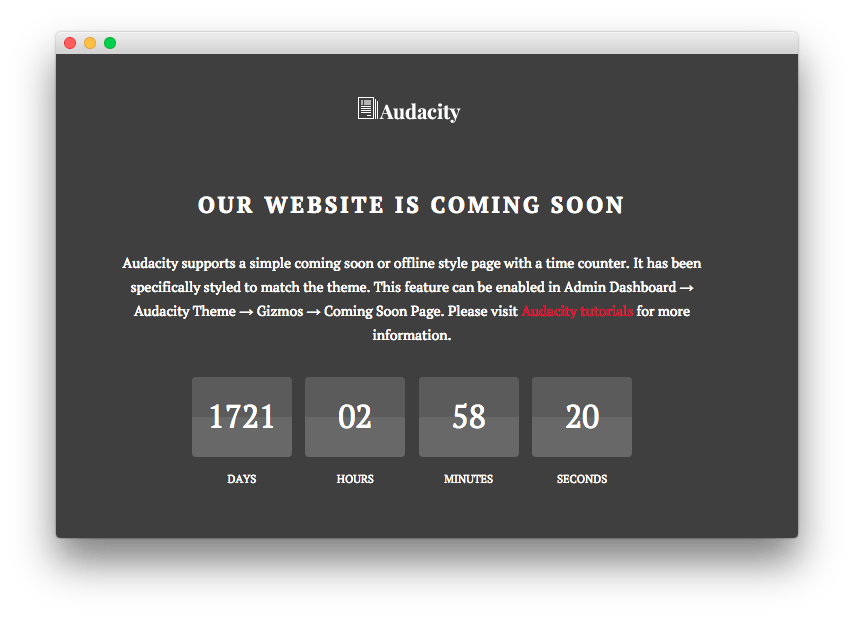 Audacity
OUR WEBSITE IS COMING SOON
Audacity supports a simple coming soon or offline style page with a time counter. It has been
specifically styled to match the theme. This feature can be enabled in Admin Dashboard →
Audacity Theme → Gizmos → Coming Soon Page. Please visit Audacity tutorials for more
information.
1721 02 58 20
DAYS HOURS MINUTES SECONDS